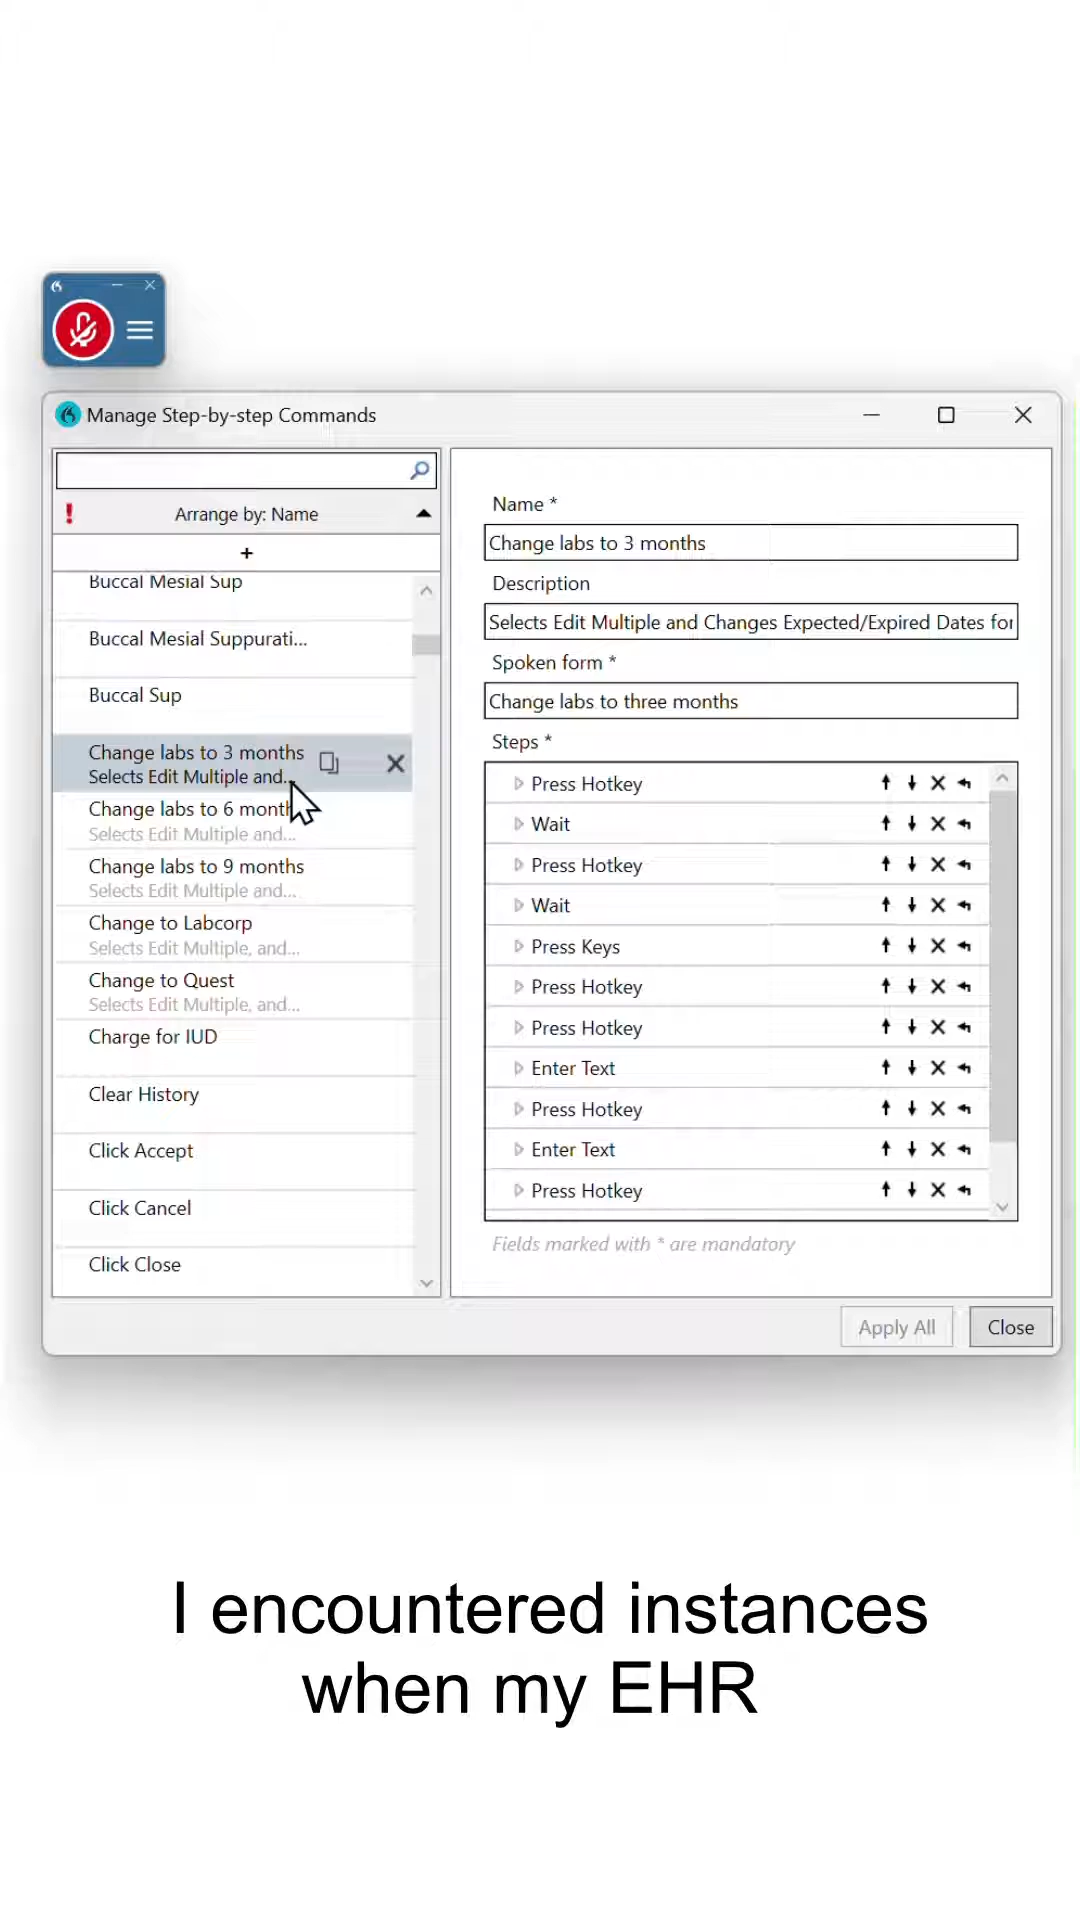 Manage Step-by-step Commands
Arrange by: Name
+
Buccal Mesial Sup
Buccal Mesial Suppurati...
Buccal Sup
Change labs to 3 months
Selects Edit Multiple and...
Change labs to 6 month
Selects Edit Multiple and...
Change labs to 9 months
Selects Edit Multiple and...
Change to Labcorp
Selects Edit Multiple, and...
Change to Quest
Selects Edit Multiple, and...
Charge for IUD
Clear History
Click Accept
Click Cancel
Click Close
Name *
Change labs to 3 months
Description
Selects Edit Multiple and Changes Expected/Expired Dates for
Spoken form *
Change labs to three months
Steps *
Press Hotkey
Wait
Press Hotkey
Wait
Press Keys
Press Hotkey
Press Hotkey
Enter Text
Press Hotkey
Enter Text
Press Hotkey
Fields marked with * are mandatory
Apply All
Close
I encountered instances
when my EHR